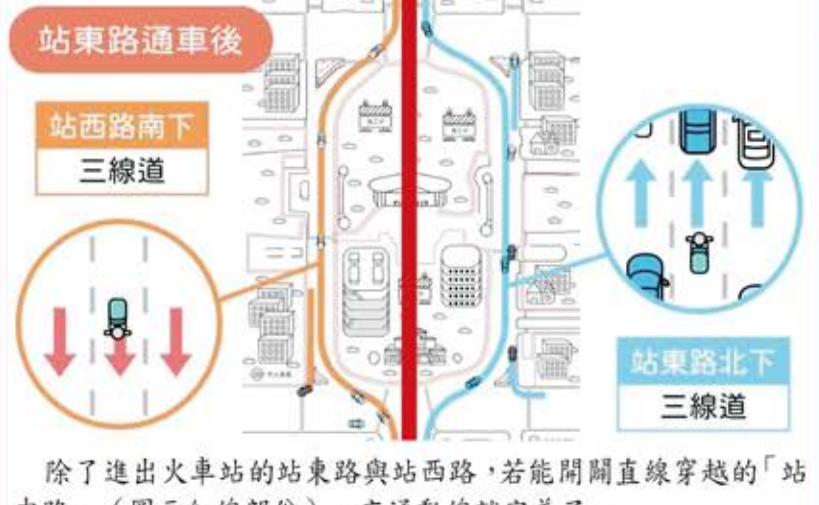 站東路通車後
站西路南下
三線道
站東路北下
三線道
除了進出火車站的站東路與站西路，若能開闢直線穿越的「站